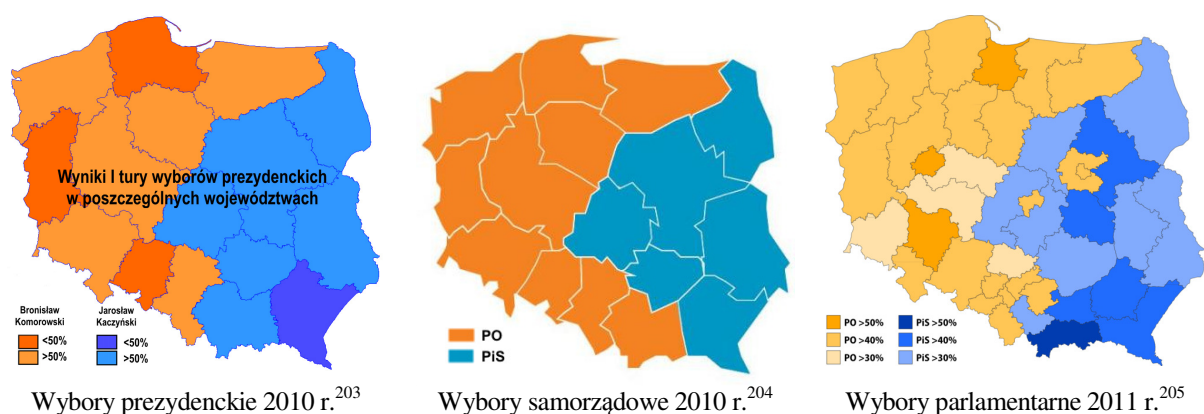 Wyniki I tury wyborów prezydenckich
w poszczególnych województwach
Bronisław
Komorowski
Jarosław
Kaczyński
<50%
<50%
>50%
>50%
Wybory prezydenckie 2010 r.203
PO
PiS
Wybory samorządowe 2010 r.204
PO >50%
PiS >50%
PO >40%
PiS >40%
PO >30%
PiS >30%
Wybory parlamentarne 2011 r.205